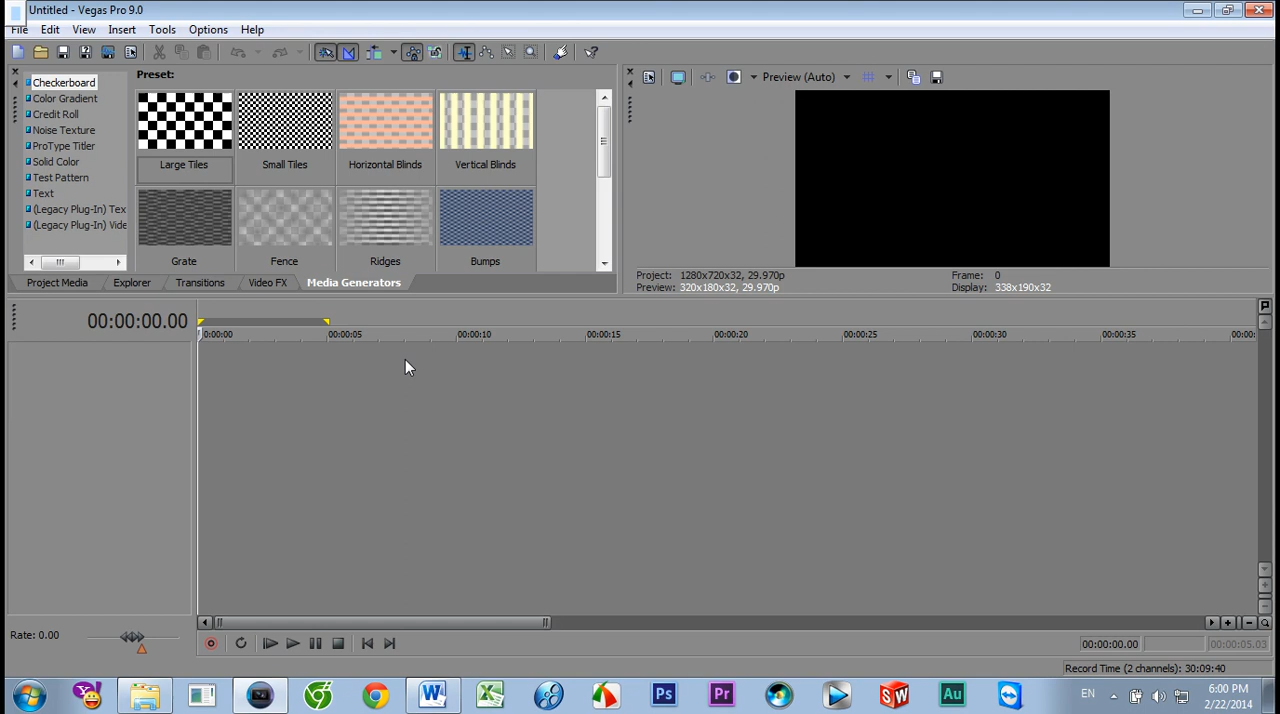 Untitled - Vegas Pro 9.0
File Edit View Insert Tools Options Help
Checkerboard
Color Gradient
Credit Roll
Noise Texture
ProType Titler
Solid Color
Test Pattern
Text
(Legacy Plug-In) Tex
(Legacy Plug-In) Vide
Preset:
Large Tiles Small Tiles Horizontal Blinds Vertical Blinds
Grate Fence Ridges Bumps
Project Media Explorer Transitions Video FX Media Generators
Preview (Auto)
Project: 1280x720x32, 29.970p Frame: 0
Preview: 320x180x32, 29.970p Display: 338x190x32
00:00:00.00
0:00:00 00:00:05 00:00:10 00:00:15 00:00:20 00:00:25 00:00:30 00:00:35 00:00:
Rate: 0.00
00:00:00.00 00:00:05.03
Record Time (2 channels): 30:09:40
Ps Pr SW Au
EN 6:00 PM
2/22/2014